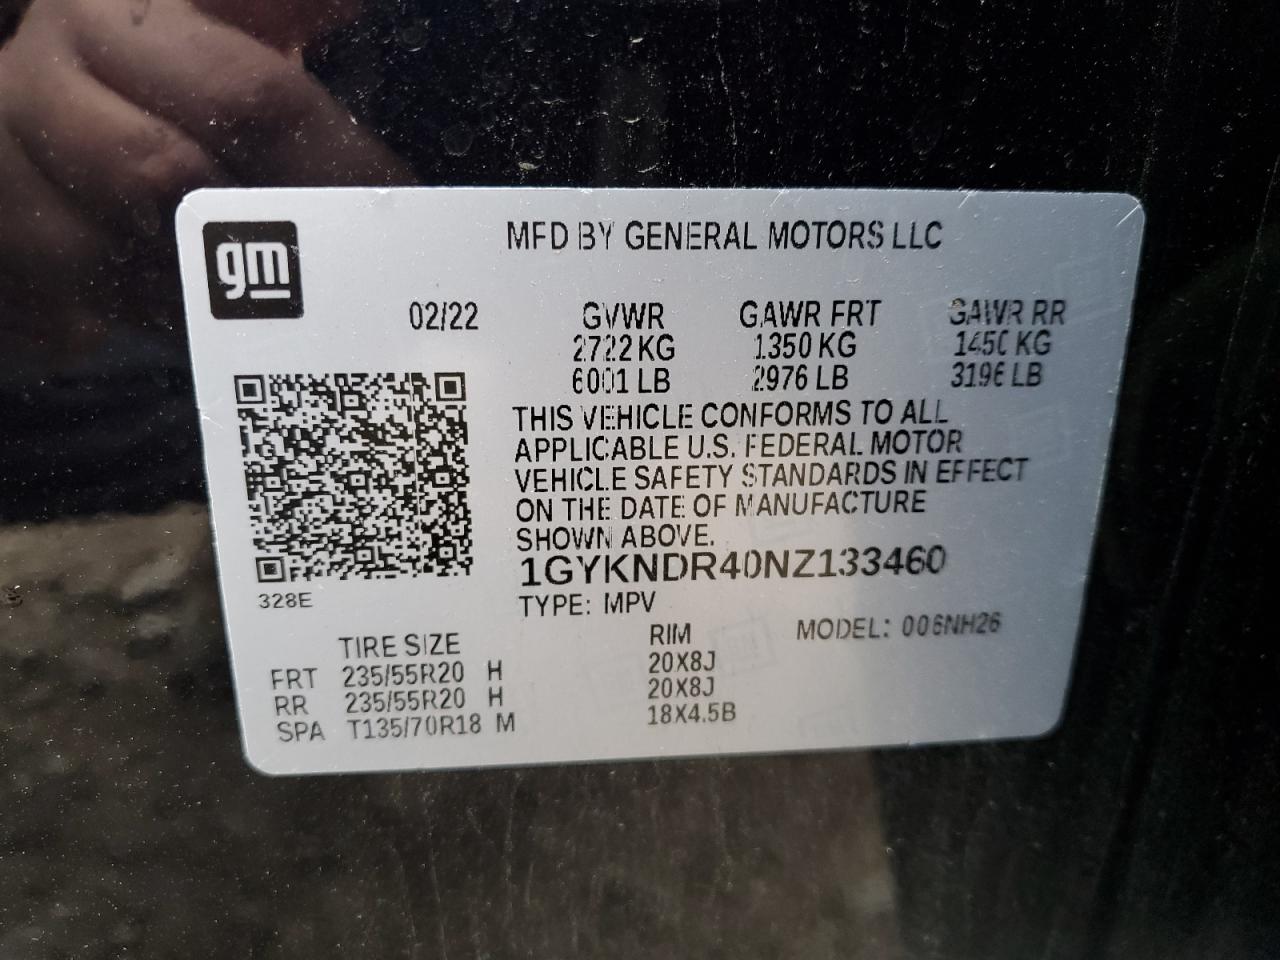 gm
MFD BY GENERAL MOTORS LLC
02/22 GVWR GAWR FRT GAWR RR
2722 KG 1350 KG 1450 KG
6001 LB 2976 LB 3196 LB
THIS VEHICLE CONFORMS TO ALL
APPLICABLE U.S. FEDERAL MOTOR
VEHICLE SAFETY STANDARDS IN EFFECT
ON THE DATE OF MANUFACTURE
SHOWN ABOVE.
1GYKNDR40NZ133460
328E
TYPE: MPV
MODEL: 006NH26
TIRE SIZE RIM
FRT 235/55R20 H 20X8J
RR 235/55R20 H 20X8J
SPA T135/70R18 M 18X4.5B